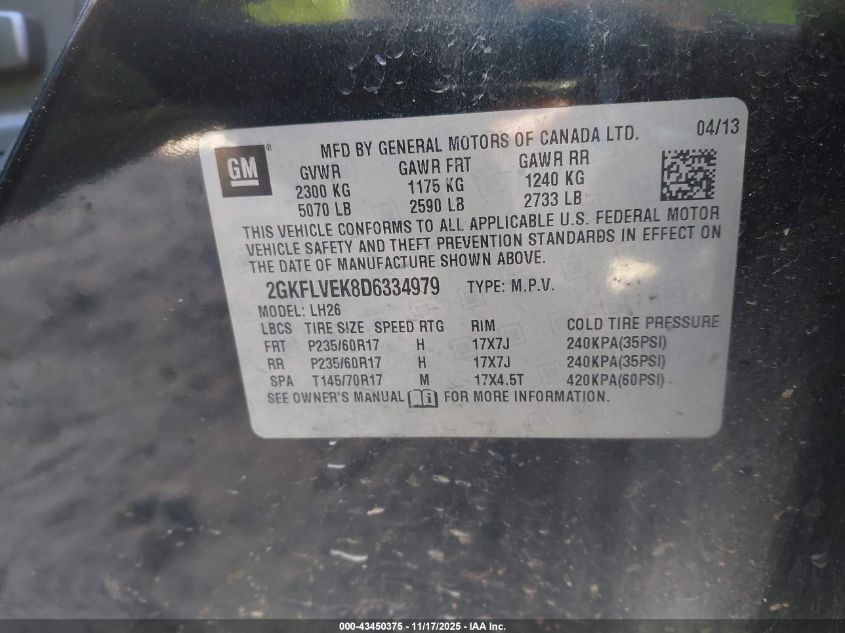 GM®
MFD BY GENERAL MOTORS OF CANADA LTD. 04/13
GVWR GAWR FRT GAWR RR
2300 KG 1175 KG 1240 KG
5070 LB 2590 LB 2733 LB
THIS VEHICLE CONFORMS TO ALL APPLICABLE U.S. FEDERAL MOTOR
VEHICLE SAFETY AND THEFT PREVENTION STANDARDS IN EFFECT ON
THE DATE OF MANUFACTURE SHOWN ABOVE.
2GKFLVEK8D6334979 TYPE: M.P.V.
MODEL: LH26
LBCS TIRE SIZE SPEED RTG RIM COLD TIRE PRESSURE
FRT P235/60R17 H 17X7J 240KPA(35PSI)
RR P235/60R17 H 17X7J 240KPA(35PSI)
SPA T145/70R17 M 17X4.5T 420KPA(60PSI)
SEE OWNER'S MANUAL FOR MORE INFORMATION.
000-43450375 - 11/17/2025 - IAA Inc.